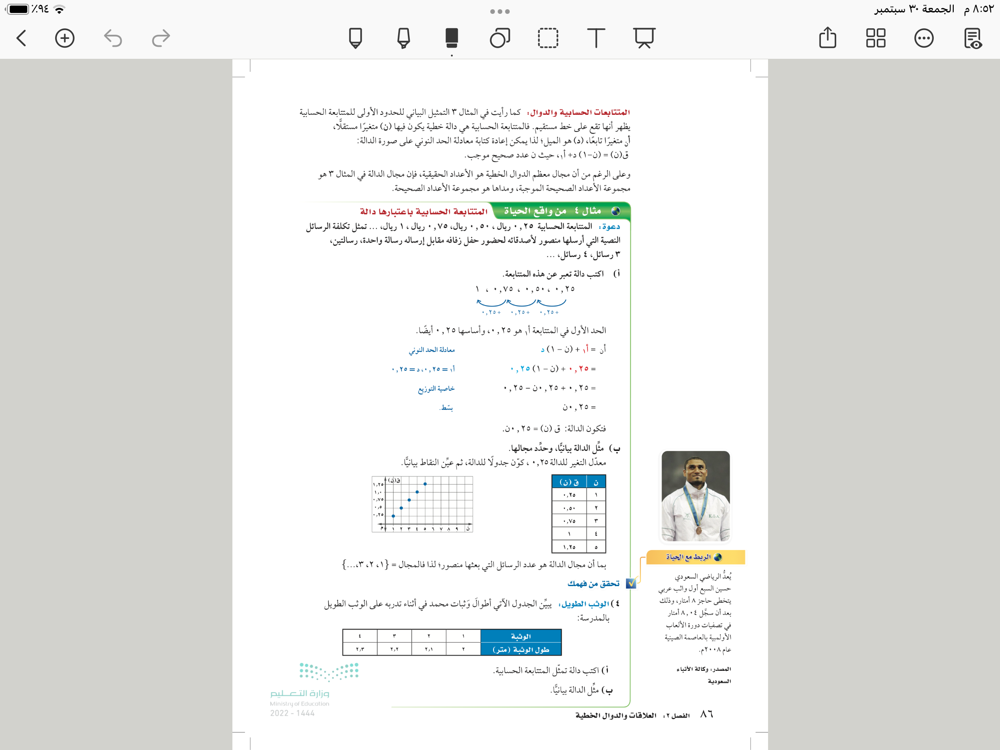 ٨:٥٢ م الجمعة ٣٠ سبتمبر
٪٩٤
المتتابعات الحسابية والدوال: كما رأيت في المثال ٣ التمثيل البياني للحدود الأولى للمتتابعة الحسابية
يظهر أنها تقع على خط مستقيم. فالمتتابعة الحسابية هي دالة خطية يكون فيها (ن) متغيرًا مستقلًّا،
أن متغيرًا تابعًا، (د) هو الميل؛ لذا يمكن إعادة كتابة معادلة الحد النوني على صورة الدالة:
ق(ن) = (ن-١) د+ أ١، حيث ن عدد صحيح موجب.
وعلى الرغم من أن مجال معظم الدوال الخطية هو الأعداد الحقيقية، فإن مجال الدالة في المثال ٣ هو
مجموعة الأعداد الصحيحة الموجبة، ومداها هو مجموعة الأعداد الصحيحة.
مثال ٤ من واقع الحياة المتتابعة الحسابية باعتبارها دالة
دعوة: المتتابعة الحسابية ٠,٢٥ ريال، ٠,٥٠ ريال، ٠,٧٥ ريال، ١ ريال، ... تمثل تكلفة الرسائل
النصية التي أرسلها منصور لأصدقائه لحضور حفل زفافه مقابل إرساله رسالة واحدة، رسالتين،
٣ رسائل، ٤ رسائل، ...
أ) اكتب دالة تعبر عن هذه المتتابعة.
٠,٢٥ ، ٠,٥٠ ، ٠,٧٥ ، ١
+٠,٢٥ +٠,٢٥ +٠,٢٥
الحد الأول في المتتابعة أ١ هو ٠,٢٥، وأساسها ٠,٢٥ أيضًا.
أن = أ١ + (ن – ١) د معادلة الحد النوني
= ٠,٢٥ + (ن – ١) ٠,٢٥ أ١ = ٠,٢٥، د = ٠,٢٥
= ٠,٢٥ + ٠,٢٥ن – ٠,٢٥ خاصية التوزيع
= ٠,٢٥ن بسّط.
فتكون الدالة: ق (ن) = ٠,٢٥ن.
ب) مثِّل الدالة بيانيًّا، وحدِّد مجالها.
معدّل التغير للدالة ٠,٢٥ ، كوّن جدولًا للدالة، ثم عيِّن النقاط بيانيًّا.
ن ق (ن)
١ ٠,٢٥
٢ ٠,٥٠
٣ ٠,٧٥
٤ ١
٥ ١,٢٥
ق(ن)
١,٢٥
١,٠
٠,٧٥
٠,٥
٠,٢٥
م ١ ٢ ٣ ٤ ٥ ٦ ٧ ٨ ٩ ن
بما أن مجال الدالة هو عدد الرسائل التي بعثها منصور؛ لذا فالمجال = {١، ٢، ٣،...}
تحقق من فهمك
٤) الوثب الطويل: يبيِّن الجدول الآتي أطوالَ وَثبات محمد في أثناء تدربه على الوثب الطويل
بالمدرسة:
الوثبة ١ ٢ ٣ ٤
طول الوثبة (متر) ٢ ٢,١ ٢,٢ ٢,٣
أ) اكتب دالة تمثّل المتتابعة الحسابية.
ب) مثِّل الدالة بيانيًّا.
K.S.A
الربط مع الحياة
يُعدُّ الرياضي السعودي
حسين السبع أول واثب عربي
يتخطى حاجز ٨ أمتار، وذلك
بعد أن سجَّل ٨,٠٤ أمتار
في تصفيات دورة الألعاب
الأولمبية بالعاصمة الصينية
عام ٢٠٠٨م.
المصدر: وكالة الأنباء
السعودية
وزارة التعـليم
Ministry of Education
2022 - 1444
٨٦ الفصل ٢: العلاقات والدوال الخطية